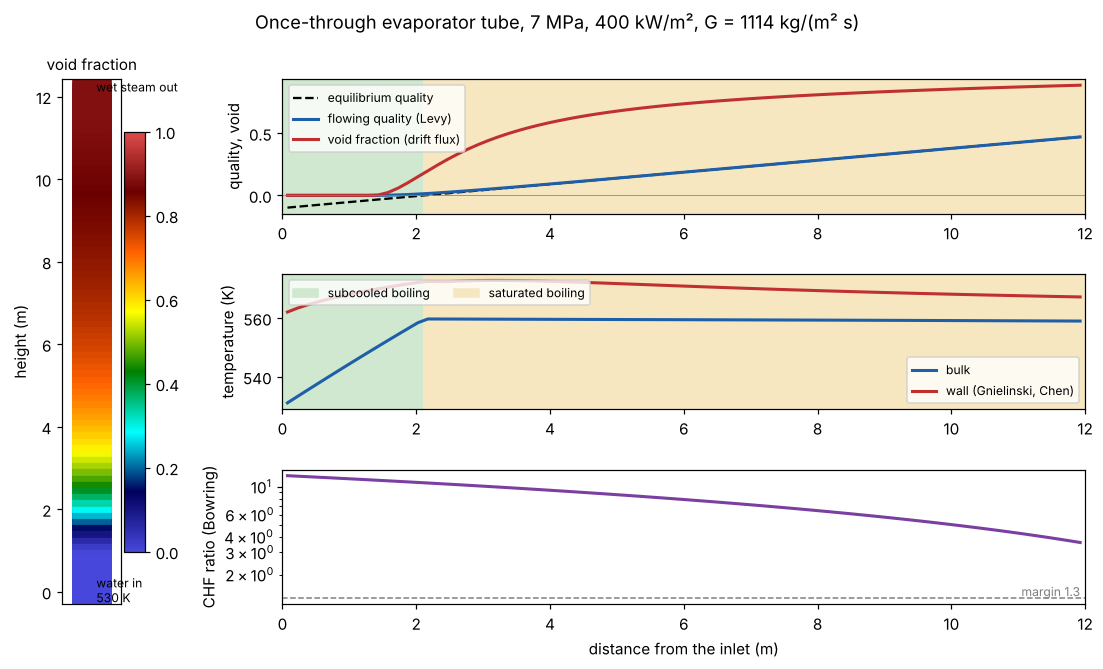 Once-through evaporator tube, 7 MPa, 400 kW/m², G = 1114 kg/(m² s)
void fraction
wet steam out
water in
530 K
height (m)
12
10
8
6
4
2
0
1.0
0.8
0.6
0.4
0.2
0.0
quality, void
0.5
0.0
equilibrium quality
flowing quality (Levy)
void fraction (drift flux)
0 2 4 6 8 10 12
temperature (K)
560
540
subcooled boiling saturated boiling
bulk
wall (Gnielinski, Chen)
0 2 4 6 8 10 12
CHF ratio (Bowring)
10¹
6 × 10⁰
4 × 10⁰
3 × 10⁰
2 × 10⁰
margin 1.3
0 2 4 6 8 10 12
distance from the inlet (m)